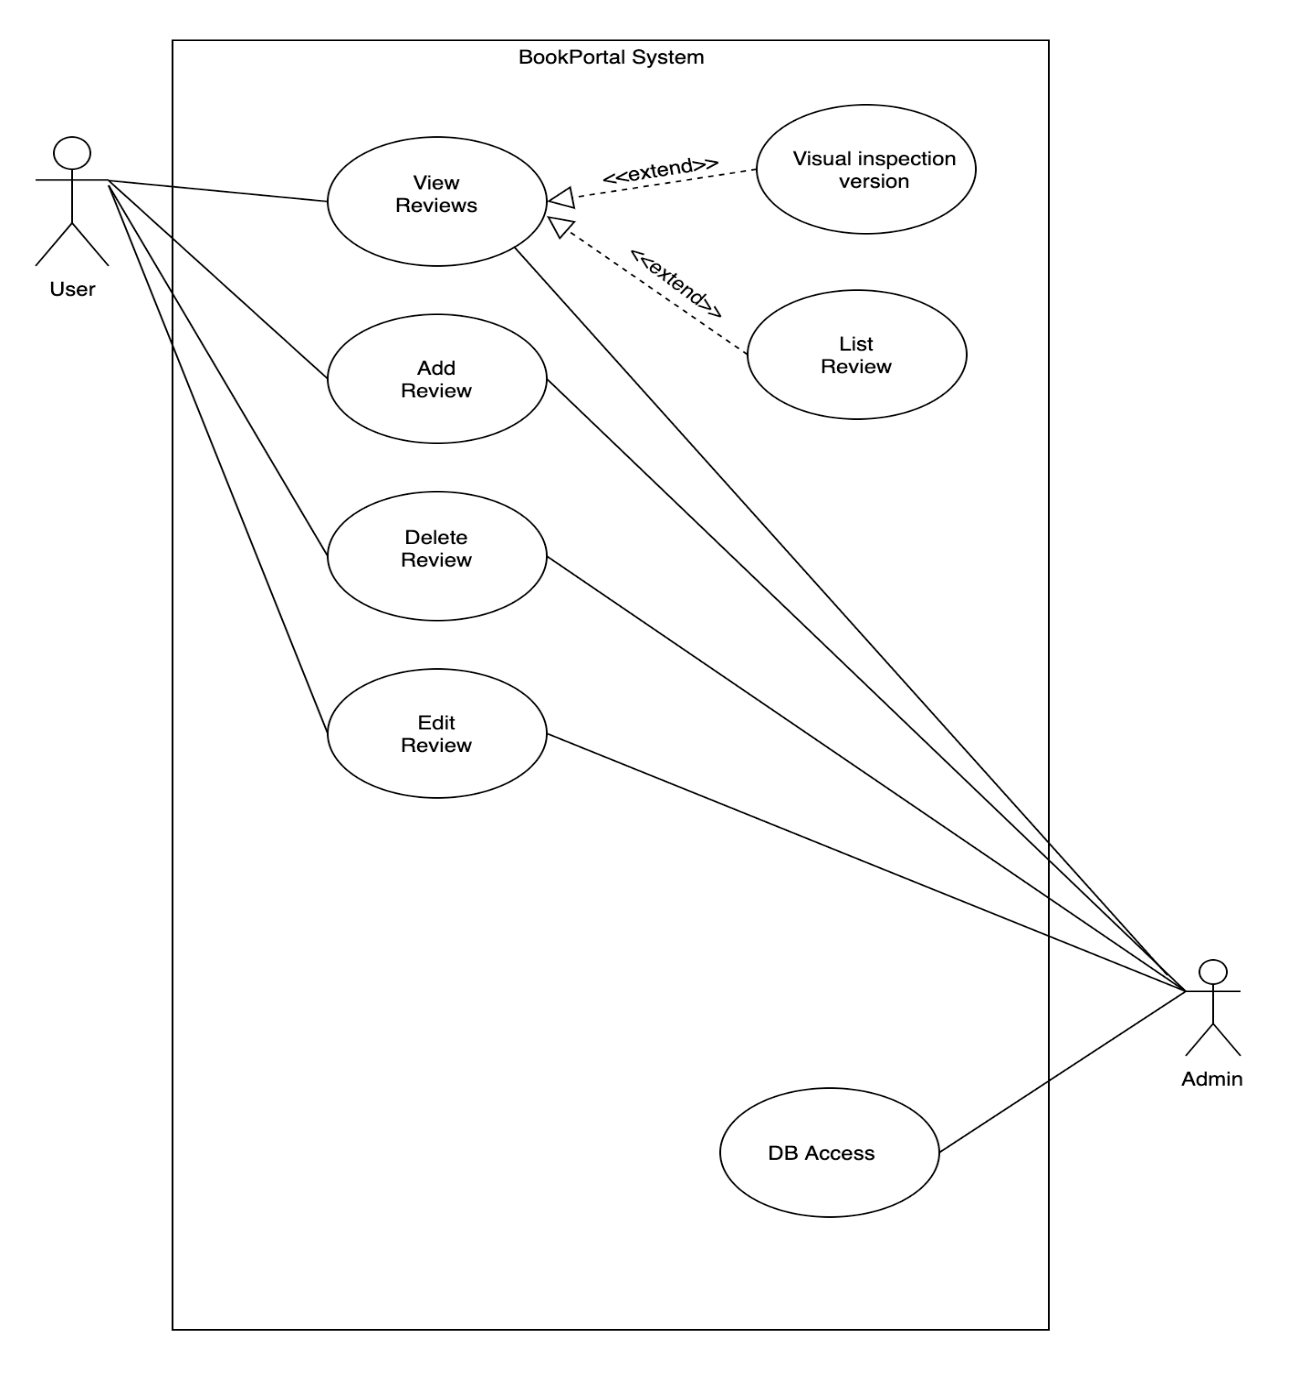 BookPortal System
User
View
Reviews
<<extend>>
Visual inspection
version
<<extend>>
List
Review
Add
Review
Delete
Review
Edit
Review
Admin
DB Access